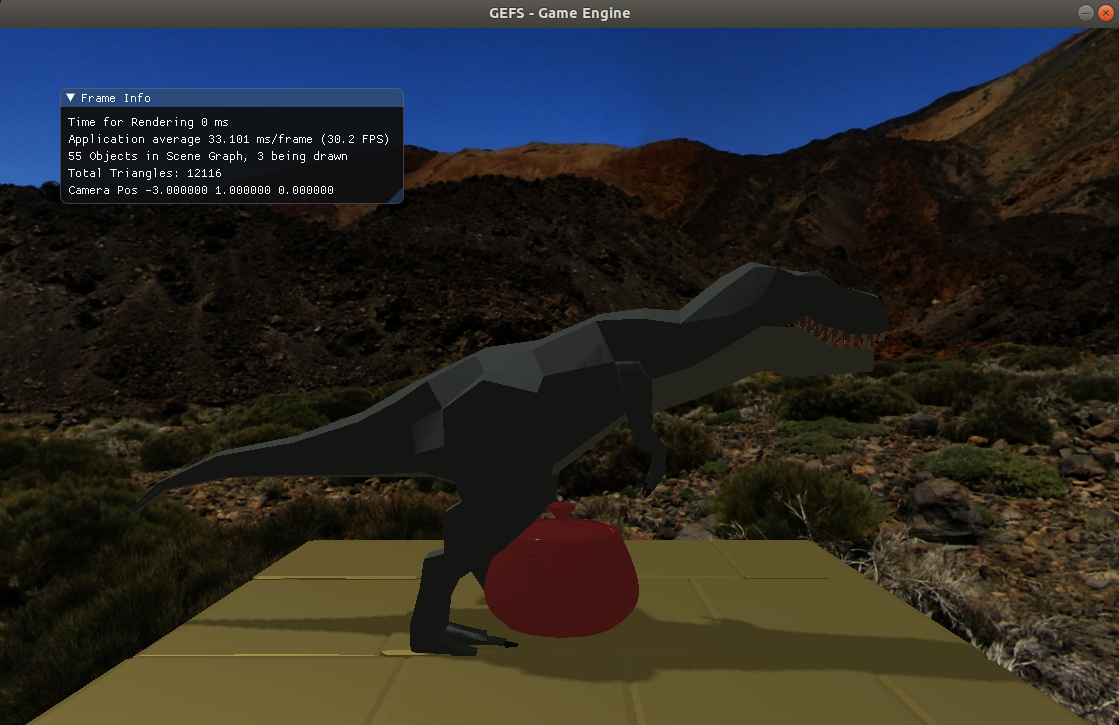 GEFS - Game Engine
Frame Info
Time for Rendering 0 ms
Application average 33.101 ms/frame (30.2 FPS)
55 Objects in Scene Graph, 3 being drawn
Total Triangles: 12116
Camera Pos -3.000000 1.000000 0.000000